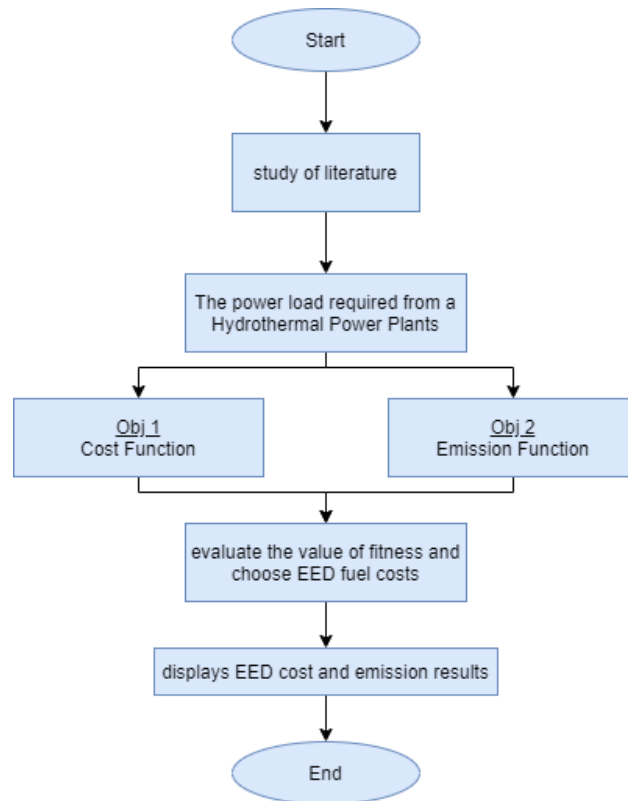 Start
study of literature
The power load required from a
Hydrothermal Power Plants
Obj 1
Cost Function
Obj 2
Emission Function
evaluate the value of fitness and
choose EED fuel costs
displays EED cost and emission results
End